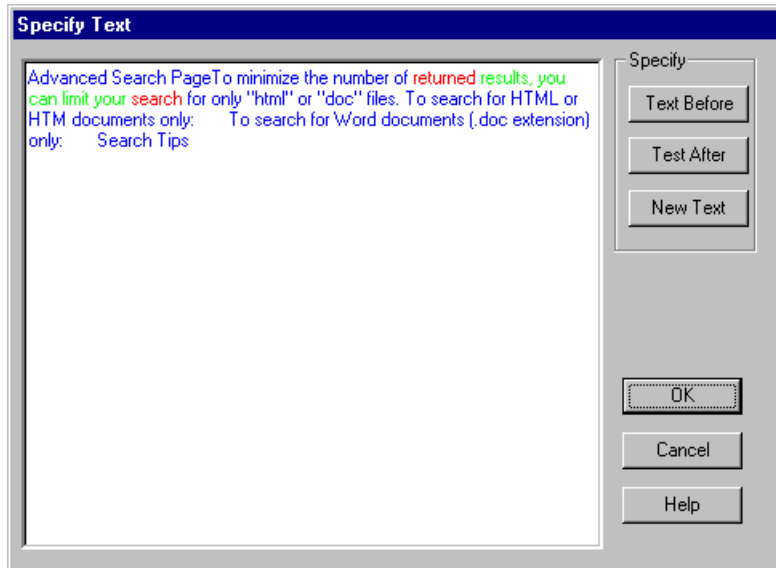 Specify Text
Advanced Search PageTo minimize the number of returned results, you
can limit your search for only "html" or "doc" files. To search for HTML or
HTM documents only: To search for Word documents (.doc extension)
only: Search Tips
Specify
Text Before
Test After
New Text
OK
Cancel
Help